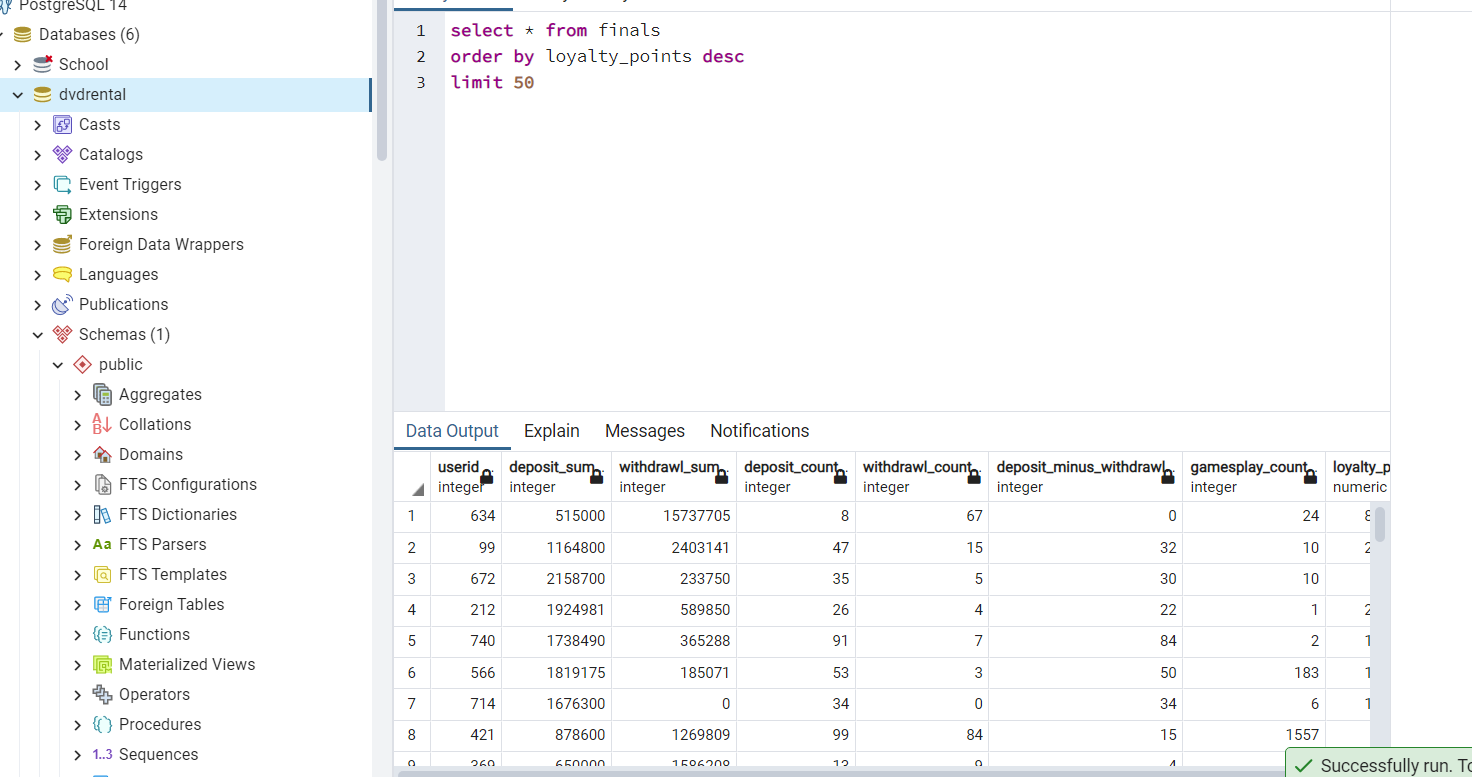 PostgreSQL 14
Databases (6)
School
dvdrental
Casts
Catalogs
Event Triggers
Extensions
Foreign Data Wrappers
Languages
Publications
Schemas (1)
public
Aggregates
Collations
Domains
FTS Configurations
FTS Dictionaries
Aa FTS Parsers
FTS Templates
Foreign Tables
Functions
Materialized Views
Operators
Procedures
1..3 Sequences
1 select * from finals
2 order by loyalty_points desc
3 limit 50
Data Output Explain Messages Notifications
userid deposit_sum withdrawl_sum deposit_count withdrawl_count deposit_minus_withdrawl gamesplay_count loyalty_p
integer integer integer integer integer integer integer numeric
1 634 515000 15737705 8 67 0 24 8
2 99 1164800 2403141 47 15 32 10 2
3 672 2158700 233750 35 5 30 10
4 212 1924981 589850 26 4 22 1 2
5 740 1738490 365288 91 7 84 2 1
6 566 1819175 185071 53 3 50 183 1
7 714 1676300 0 34 0 34 6 1
8 421 878600 1269809 99 84 15 1557
9 369 650000 1586208 13 9 4
Successfully run. To